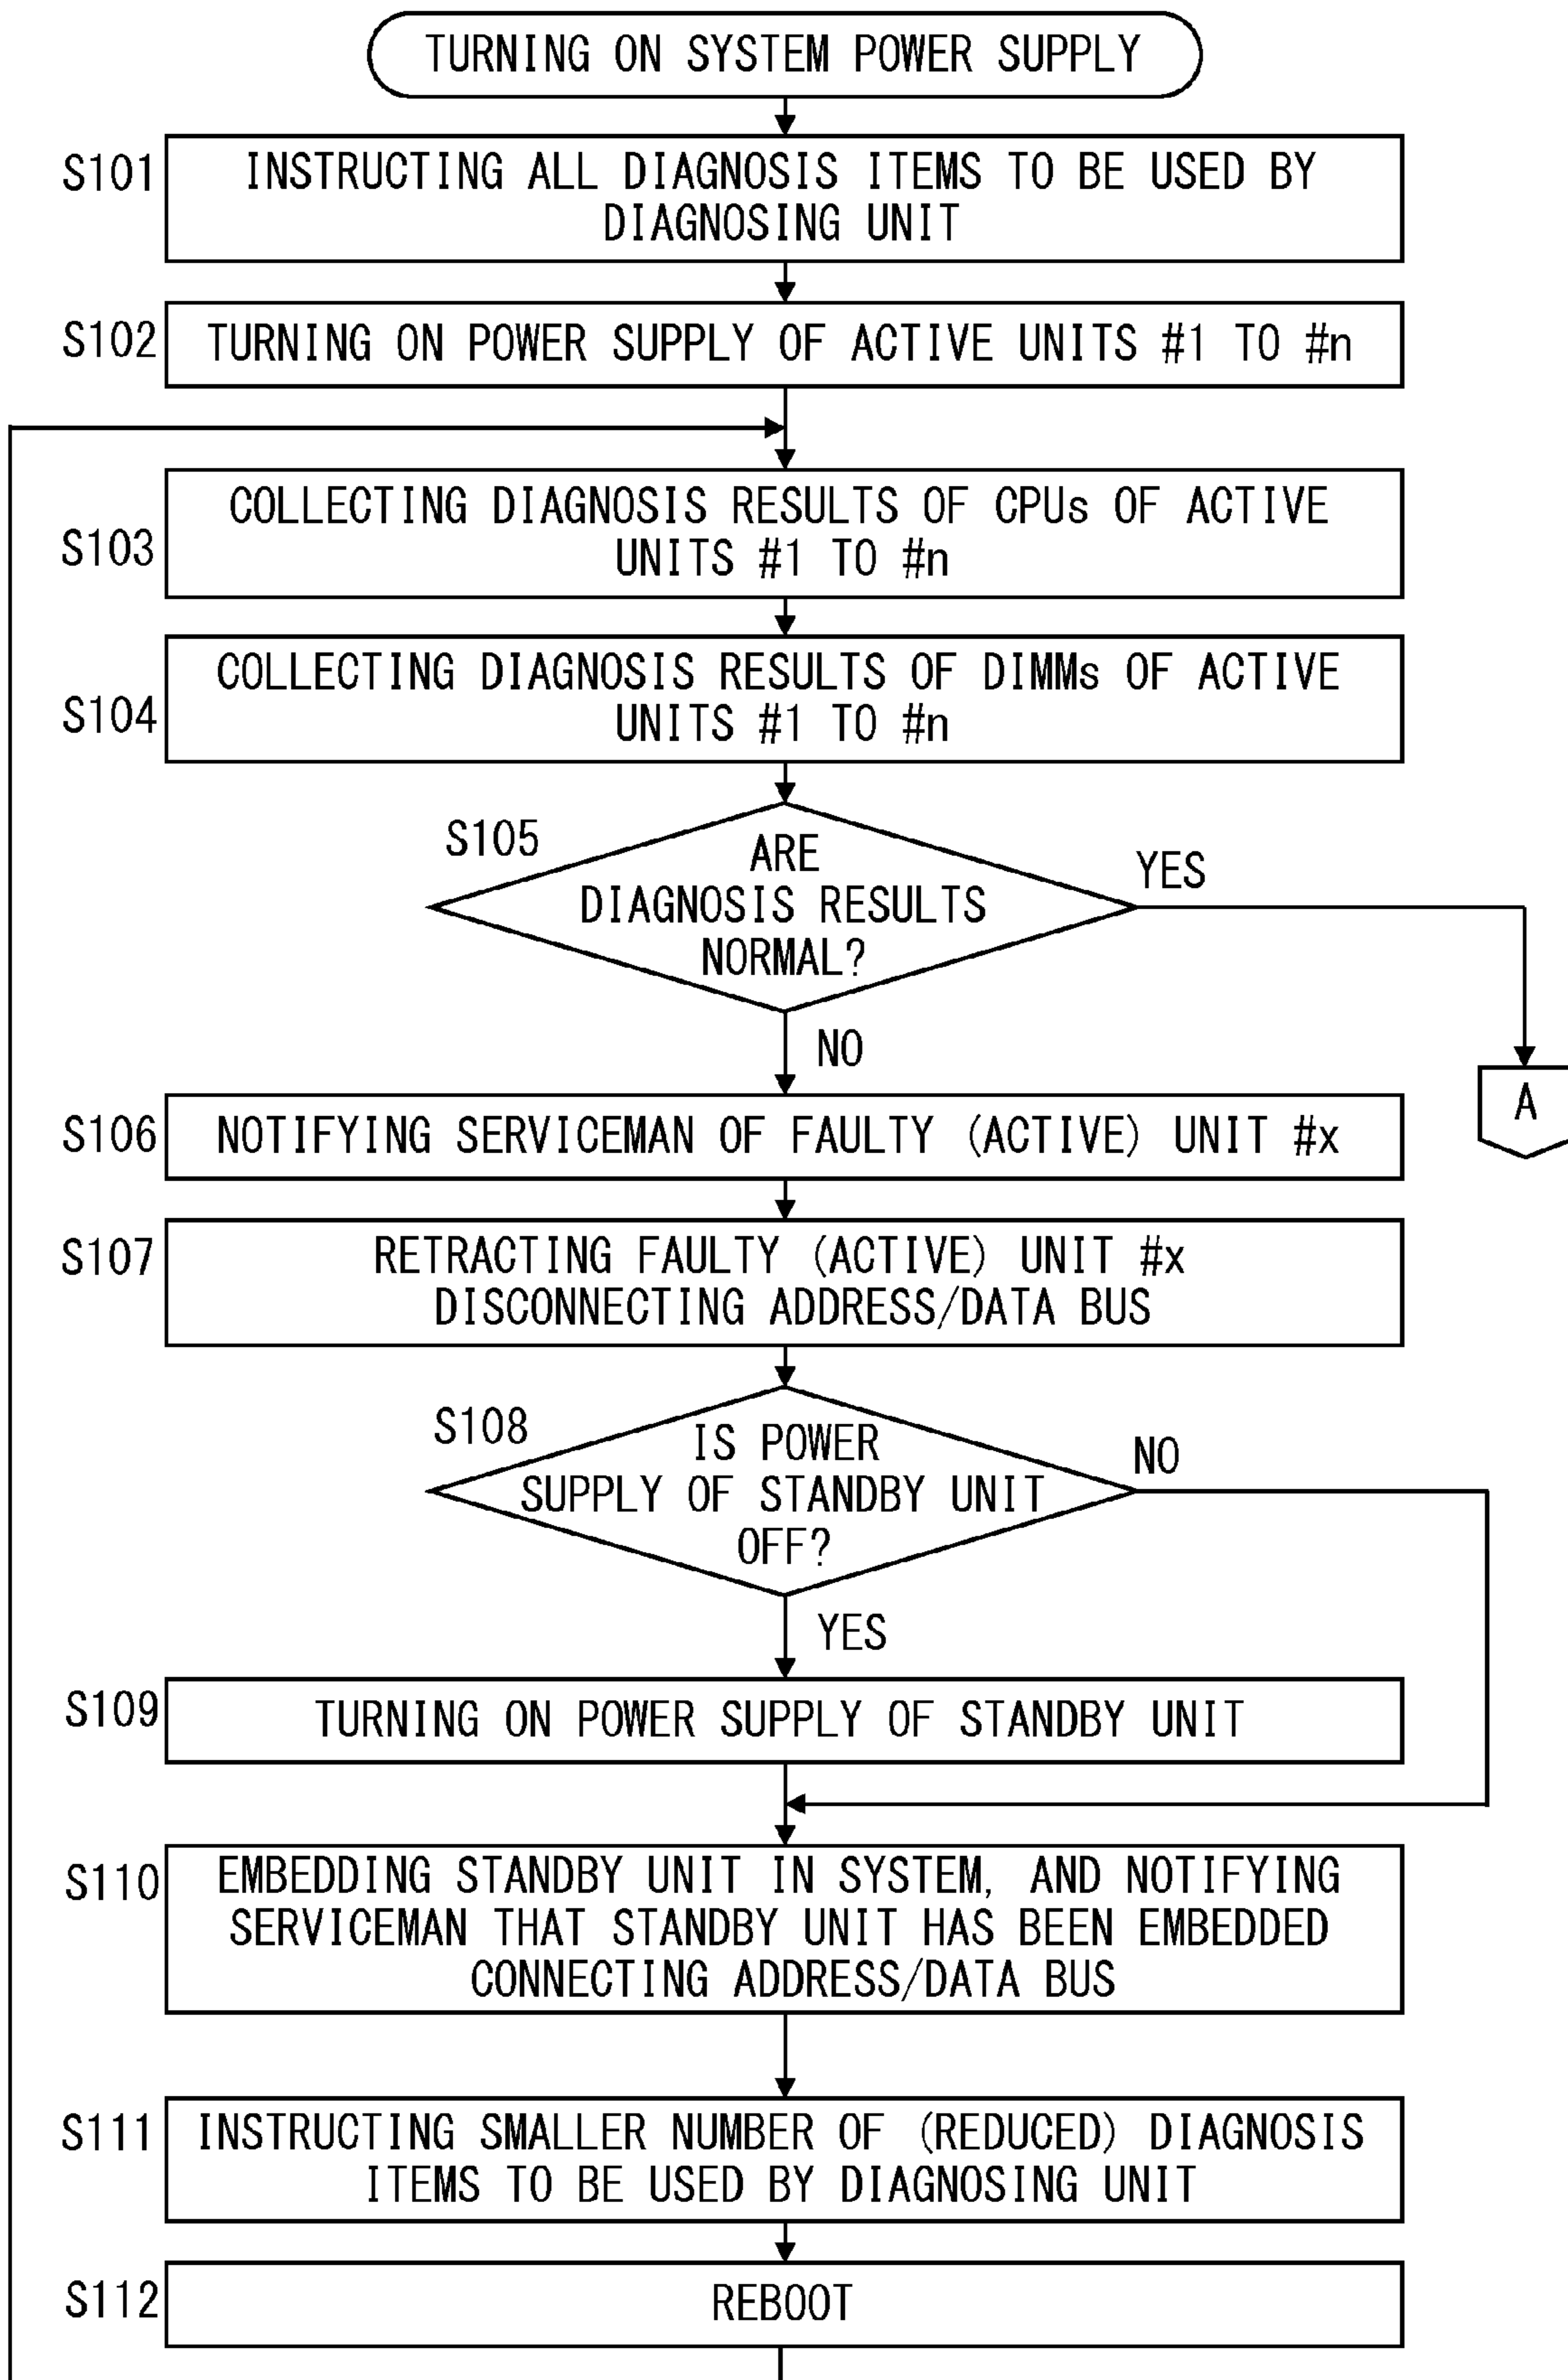 TURNING ON SYSTEM POWER SUPPLY
S101
INSTRUCTING ALL DIAGNOSIS ITEMS TO BE USED BY
DIAGNOSING UNIT
S102
TURNING ON POWER SUPPLY OF ACTIVE UNITS #1 TO #n
S103
COLLECTING DIAGNOSIS RESULTS OF CPUs OF ACTIVE
UNITS #1 TO #n
S104
COLLECTING DIAGNOSIS RESULTS OF DIMMs OF ACTIVE
UNITS #1 TO #n
S105
ARE
DIAGNOSIS RESULTS
NORMAL?
YES
NO
A
S106
NOTIFYING SERVICEMAN OF FAULTY (ACTIVE) UNIT #x
S107
RETRACTING FAULTY (ACTIVE) UNIT #x
DISCONNECTING ADDRESS/DATA BUS
S108
IS POWER
SUPPLY OF STANDBY UNIT
OFF?
NO
YES
S109
TURNING ON POWER SUPPLY OF STANDBY UNIT
S110
EMBEDDING STANDBY UNIT IN SYSTEM, AND NOTIFYING
SERVICEMAN THAT STANDBY UNIT HAS BEEN EMBEDDED
CONNECTING ADDRESS/DATA BUS
S111
INSTRUCTING SMALLER NUMBER OF (REDUCED) DIAGNOSIS
ITEMS TO BE USED BY DIAGNOSING UNIT
S112
REBOOT